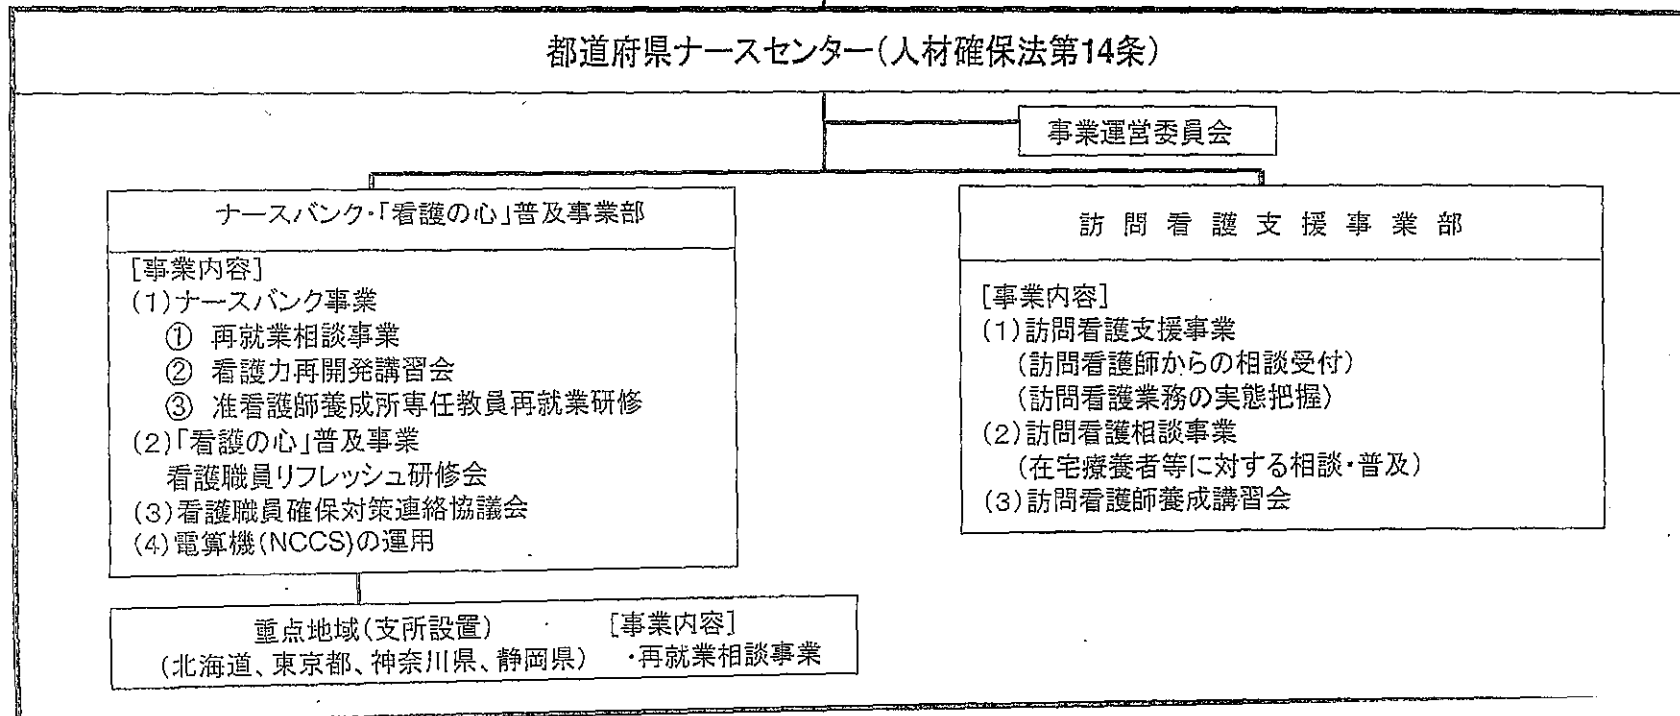 都道府県ナースセンター(人材確保法第14条)
事業運営委員会
ナースバンク・「看護の心」普及事業部
[事業内容]
(1)ナースバンク事業
① 再就業相談事業
② 看護力再開発講習会
③ 准看護師養成所専任教員再就業研修
(2)「看護の心」普及事業
看護職員リフレッシュ研修会
(3)看護職員確保対策連絡協議会
(4)電算機(NCCS)の運用
重点地域(支所設置) [事業内容]
(北海道、東京都、神奈川県、静岡県) ・再就業相談事業
訪問看護支援事業部
[事業内容]
(1)訪問看護支援事業
(訪問看護師からの相談受付)
(訪問看護業務の実態把握)
(2)訪問看護相談事業
(在宅療養者等に対する相談・普及)
(3)訪問看護師養成講習会